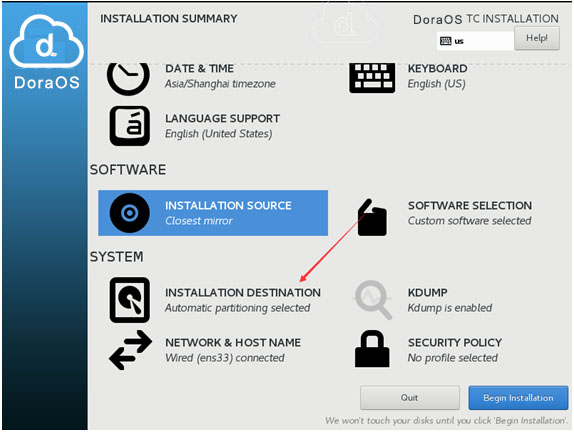 d.
DoraOS
INSTALLATION SUMMARY
d.
DoraOS TC INSTALLATION
us
Help!
DATE & TIME
Asia/Shanghai timezone
KEYBOARD
English (US)
á
LANGUAGE SUPPORT
English (United States)
SOFTWARE
INSTALLATION SOURCE
Closest mirror
SOFTWARE SELECTION
Custom software selected
SYSTEM
INSTALLATION DESTINATION
Automatic partitioning selected
KDUMP
Kdump is enabled
NETWORK & HOST NAME
Wired (ens33) connected
SECURITY POLICY
No profile selected
Quit
Begin Installation
We won't touch your disks until you click 'Begin Installation'.